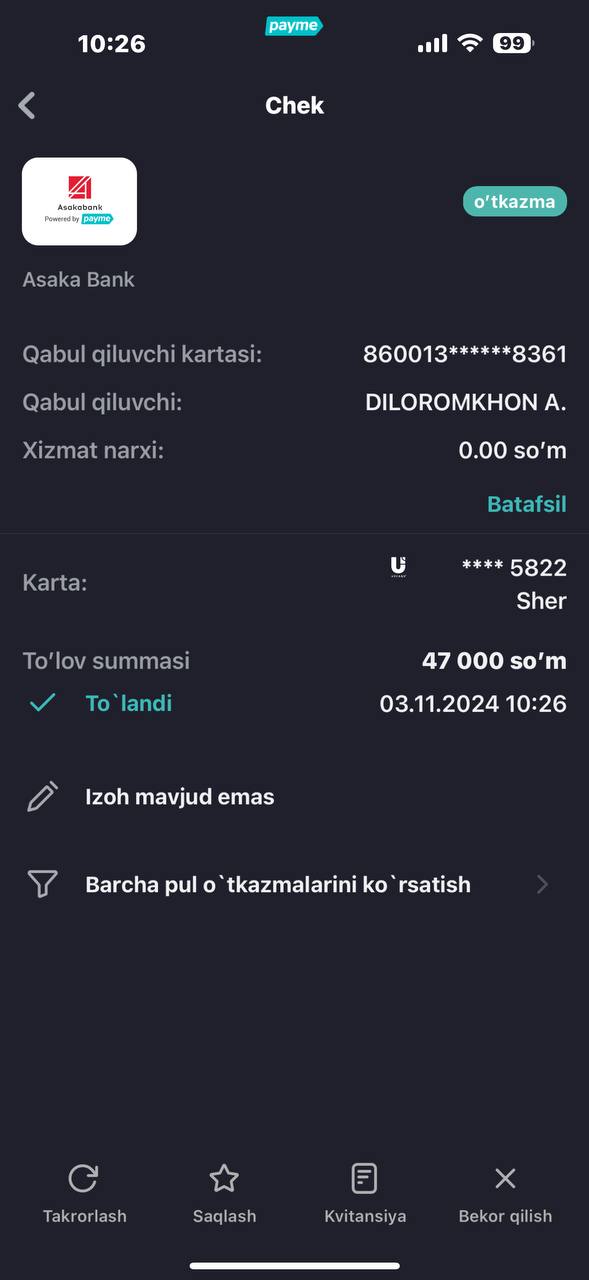 10:26
payme
99
Chek
Asakabank
Powered by payme
o‘tkazma
Asaka Bank
Qabul qiluvchi kartasi: 860013******8361
Qabul qiluvchi: DILOROMKHON A.
Xizmat narxi: 0.00 so‘m
Batafsil
Karta: **** 5822
Sher
To‘lov summasi 47 000 so‘m
To`landi 03.11.2024 10:26
Izoh mavjud emas
Barcha pul o`tkazmalarini ko`rsatish
Takrorlash Saqlash Kvitansiya Bekor qilish